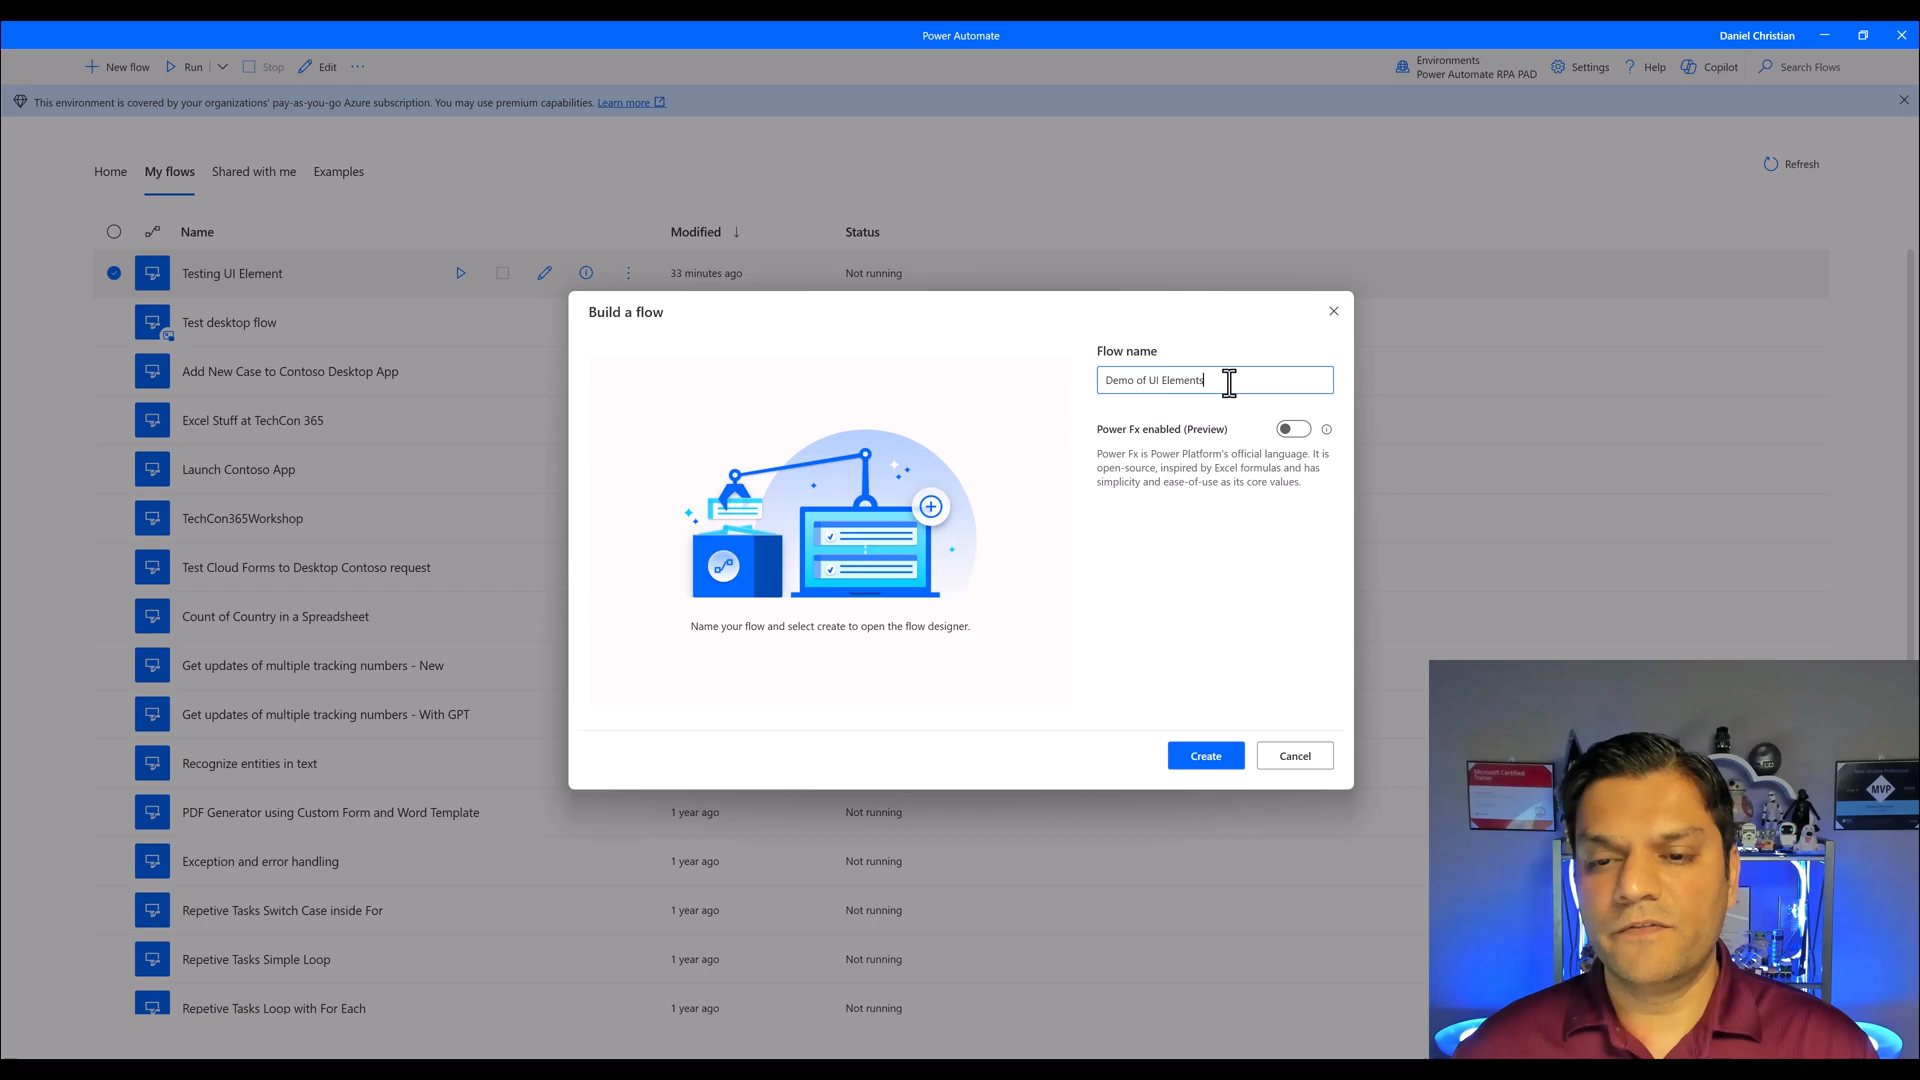 Power Automate
Daniel Christian
New flow
Run
Stop
Edit
Environments
Power Automate RPA PAD
Settings
Help
Copilot
Search Flows
This environment is covered by your organizations' pay-as-you-go Azure subscription. You may use premium capabilities. Learn more
Home
My flows
Shared with me
Examples
Refresh
Name
Modified
Status
Testing UI Element
33 minutes ago
Not running
Test desktop flow
Add New Case to Contoso Desktop App
Excel Stuff at TechCon 365
Launch Contoso App
TechCon365Workshop
Test Cloud Forms to Desktop Contoso request
Count of Country in a Spreadsheet
Get updates of multiple tracking numbers - New
Get updates of multiple tracking numbers - With GPT
Recognize entities in text
PDF Generator using Custom Form and Word Template
1 year ago
Not running
Exception and error handling
1 year ago
Not running
Repetive Tasks Switch Case inside For
1 year ago
Not running
Repetive Tasks Simple Loop
1 year ago
Not running
Repetive Tasks Loop with For Each
1 year ago
Not running
Build a flow
Name your flow and select create to open the flow designer.
Flow name
Demo of UI Elements
Power Fx enabled (Preview)
Power Fx is Power Platform's official language. It is
open-source, inspired by Excel formulas and has
simplicity and ease-of-use as its core values.
Create
Cancel
Microsoft Certified
Trainer
MVP